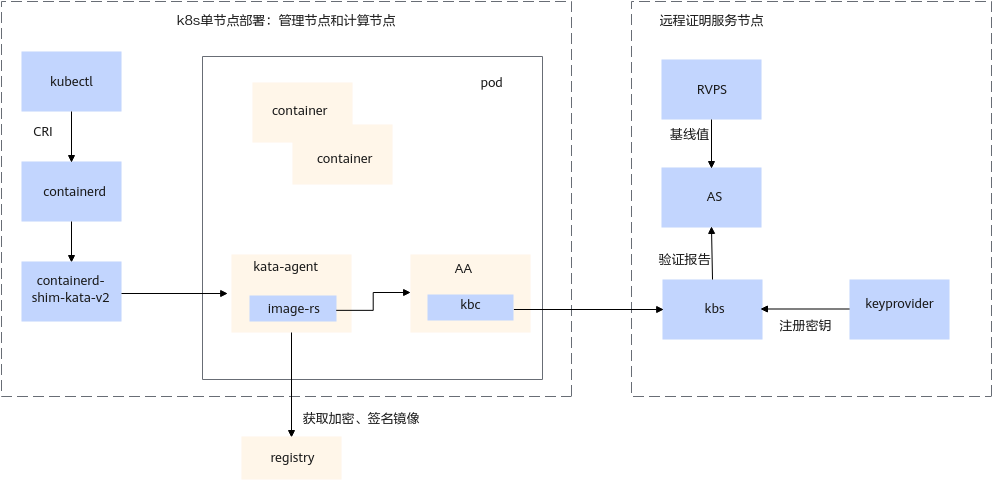 k8s单节点部署：管理节点和计算节点
远程证明服务节点
kubectl
pod
RVPS
container
CRI
基线值
container
containerd
AS
验证报告
kata-agent
AA
containerd-
shim-kata-v2
image-rs
kbc
kbs
keyprovider
注册密钥
获取加密、签名镜像
registry